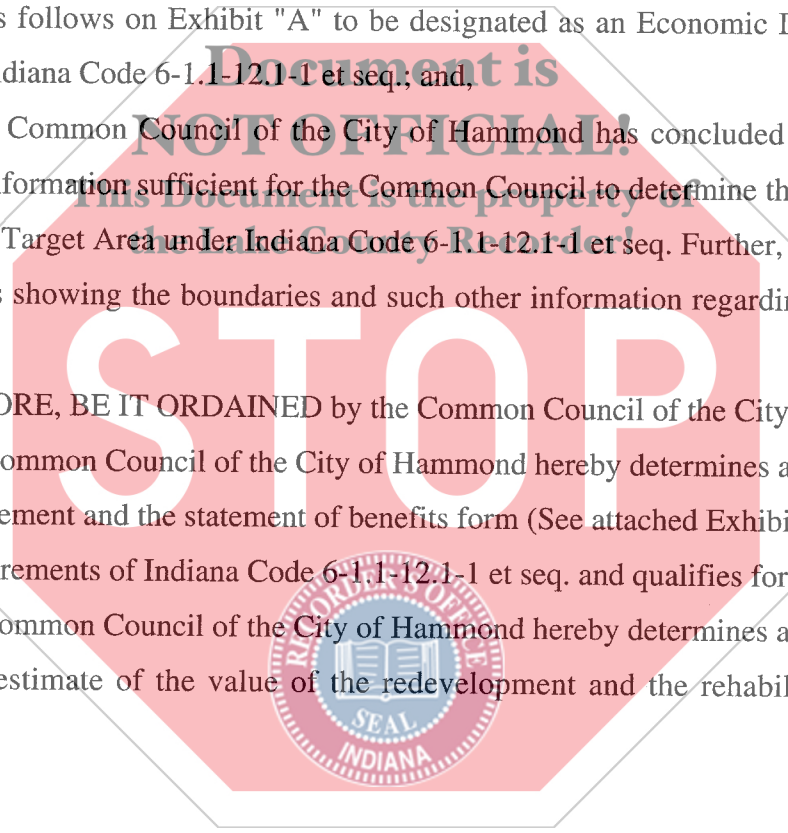 s follows on Exhibit "A" to be designated as an Economic
Document is
ndiana Code 6-1.1-12.1-1 et seq.; and,
NOT OFFICIAL!
Common Council of the City of Hammond has concluded
This Document is the property of
nformation sufficient for the Common Council to determine th
the Lake County Recorder!
Target Area under Indiana Code 6-1.1-12.1-1 et seq. Further,
s showing the boundaries and such other information regardin
STOP
ORE, BE IT ORDAINED by the Common Council of the City
ommon Council of the City of Hammond hereby determines a
ement and the statement of benefits form (See attached Exhibi
rements of Indiana Code 6-1.1-12.1-1 et seq. and qualifies for
ommon Council of the City of Hammond hereby determines a
estimate of the value of the redevelopment and the rehabil
RECORDER'S OFFICE
SEAL
INDIANA